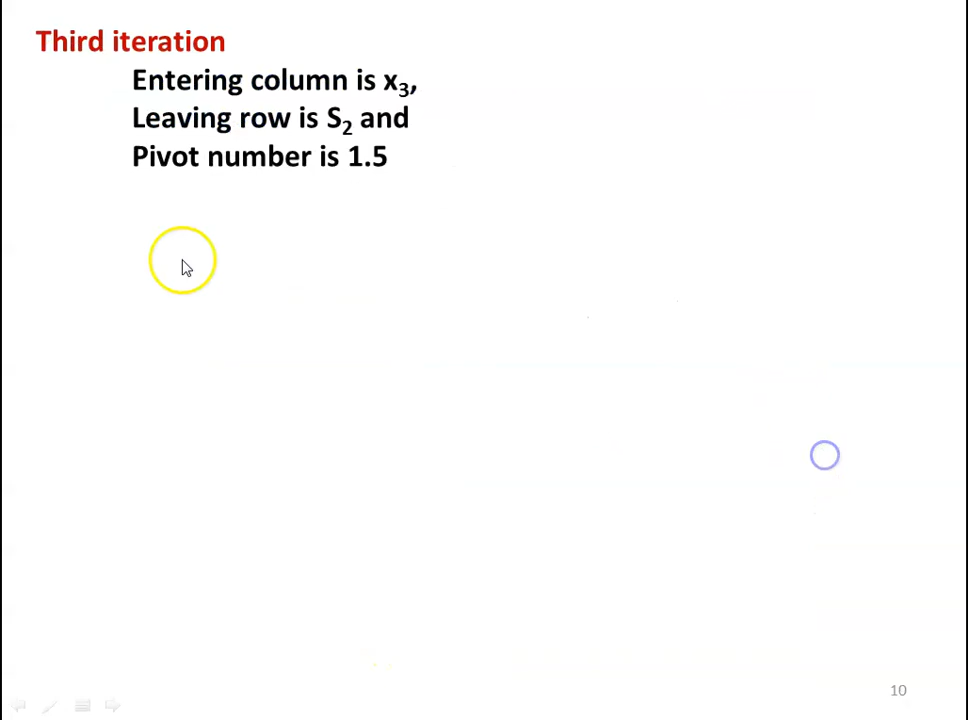 Third iteration
Entering column is x₃,
Leaving row is S₂ and
Pivot number is 1.5
10